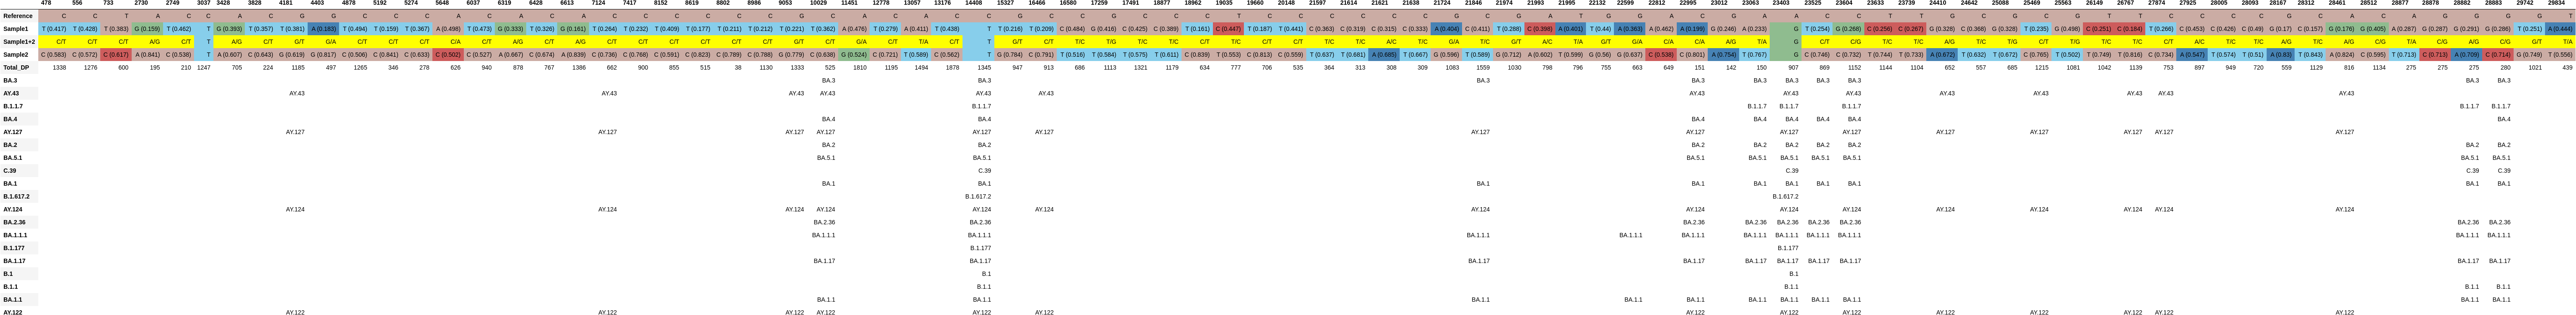 478 556 733 2730 2749 3037 3428 3828 4181 4403 4878 5192 5274 5648 6037 6319 6428 6613 7124 7417 8152 8619 8802 8986 9053 10029 11451 12778 13057 13176 14408 15327 16466 16580 17259 17491 18877 18962 19035 19660 20148 21597 21614 21621 21638 21724 21846 21974 21993 21995 22132 22599 22812 22995 23012 23063 23403 23525 23604 23633 24134 24410 24642 25088 25469 25563 26149 26767 27874 27925 28005 28093 28167 28312 28461 28512 28877 28878 28882 28883 29742 29834
Reference C C T A C C A C G G C C C A C A C A C C C C C C C C A C A C C G C
Sample1 T (0.417) T (0.428) T (0.383) G (0.159) T (0.462) T G (0.393) T (0.357) T (0.381) A (0.183) T (0.494) T (0.159) T (0.367) A (0.498) T (0.473) G (0.333) T (0.326) G (0.161) T (0.264) T (0.232) T (0.409) T (0.177) T (0.211) T (0.212) T (0.221) T (0.362) A (0.476) T (0.279) A (0.411) T (0.438) T T (0.216) T (0.209) C (0.484) G (0.416) C (0.425) C (0.389) T (0.161) C (0.447) T (0.187) T (0.441) C (0.363) C (0.319) C (0.315) C (0.333) A (0.404) C (0.411) T (0.288) C (0.398) A (0.401) T (0.44) A (0.363) A (0.462) A (0.199) G (0.246) A (0.233) G T (0.254) G (0.268) C (0.256) C (0.267) G (0.328) C (0.368) G (0.328) T (0.235) G (0.498) C (0.251) C (0.184) T (0.266) C (0.453) C (0.426) C (0.49) G (0.17) C (0.157) G (0.176) G (0.405) A (0.287) G (0.287) G (0.291) G (0.286) T (0.251) A (0.444)
Sample1+2 C/T C/T C/T A/G C/T T A/G C/T G/T G/A C/T C/T C/T C/A C/T A/G C/T A/G C/T C/T C/T C/T C/T C/T C/T C/T G/A C/T T/A C/T T G/T C/T T/C T/G T/C T/C C/T T/C C/T C/T T/C T/C A/C T/C G/A T/C G/T A/C T/A G/T G/A C/A C/A A/G T/A G C/T C/G T/C T/C A/G T/C T/G C/T T/G T/C T/C C/T A/C T/C T/C A/G T/C A/G C/G T/A C/G A/G C/G G/T T/A
Sample2 C (0.583) C (0.572) C (0.617) A (0.841) C (0.538) T A (0.607) C (0.643) G (0.619) G (0.817) C (0.506) C (0.841) C (0.633) C (0.502) C (0.527) A (0.667) C (0.674) A (0.839) C (0.736) C (0.768) C (0.591) C (0.823) C (0.789) C (0.788) G (0.779) C (0.638) G (0.524) C (0.721) T (0.589) C (0.562) T G (0.784) C (0.791) T (0.516) T (0.584) T (0.575) T (0.611) C (0.839) T (0.553) C (0.813) C (0.559) T (0.637) T (0.681) A (0.685) T (0.667) G (0.596) T (0.589) G (0.712) A (0.602) T (0.599) G (0.56) G (0.637) C (0.538) C (0.801) A (0.754) T (0.767) G C (0.746) C (0.732) T (0.744) T (0.733) A (0.672) T (0.632) T (0.672) C (0.765) T (0.502) T (0.749) T (0.816) C (0.734) A (0.547) T (0.574) T (0.51) A (0.83) T (0.843) A (0.824) C (0.595) T (0.713) C (0.713) A (0.709) C (0.714) G (0.749) T (0.556)
Total_DP 1338 1276 600 195 210 1247 705 224 1185 497 1265 346 278 626 940 878 767 1386 662 900 855 515 38 1130 1333 525 1810 1195 1494 1878 1345 947 913 686 1113 1321 1179 634 777 706 535 364 313 308 309 1083 1559 1030 796 755 663 649 151 142 150 907 869 1152 1144 1104 652 557 685 1215 1081 1042 1139 753 897 949 720 559 1129 816 1134 275 275 275 280 1021 439
BA.3 BA.3 BA.3 BA.3 BA.3 BA.3 BA.3 BA.3 BA.3 BA.3 BA.3
AY.43 AY.43 AY.43 AY.43 AY.43 AY.43 AY.43 AY.43 AY.43 AY.43 AY.43 AY.43 AY.43 AY.43 AY.43
B.1.1.7 B.1.1.7 B.1.1.7 B.1.1.7 B.1.1.7 B.1.1.7 B.1.1.7
BA.4 BA.4 BA.4 BA.4 BA.4 BA.4 BA.4 BA.4
AY.127 AY.127 AY.127 AY.127 AY.127 AY.127 AY.127 AY.127 AY.127 AY.127 AY.127 AY.127 AY.127 AY.127 AY.127 AY.127
BA.2 BA.2 BA.2 BA.2 BA.2 BA.2 BA.2 BA.2 BA.2 BA.2
BA.5.1 BA.5.1 BA.5.1 BA.5.1 BA.5.1 BA.5.1 BA.5.1 BA.5.1 BA.5.1 BA.5.1
C.39 C.39 C.39 C.39 C.39
BA.1 BA.1 BA.1 BA.1 BA.1 BA.1 BA.1 BA.1 BA.1 BA.1 BA.1
B.1.617.2 B.1.617.2 B.1.617.2
AY.124 AY.124 AY.124 AY.124 AY.124 AY.124 AY.124 AY.124 AY.124 AY.124 AY.124 AY.124 AY.124 AY.124 AY.124 AY.124
BA.2.36 BA.2.36 BA.2.36 BA.2.36 BA.2.36 BA.2.36 BA.2.36 BA.2.36 BA.2.36 BA.2.36
BA.1.1.1 BA.1.1.1 BA.1.1.1 BA.1.1.1 BA.1.1.1 BA.1.1.1 BA.1.1.1 BA.1.1.1 BA.1.1.1 BA.1.1.1 BA.1.1.1 BA.1.1.1
B.1.177 B.1.177 B.1.177
BA.1.17 BA.1.17 BA.1.17 BA.1.17 BA.1.17 BA.1.17 BA.1.17 BA.1.17 BA.1.17 BA.1.17 BA.1.17
B.1 B.1 B.1
B.1.1 B.1.1 B.1.1 B.1.1 B.1.1
BA.1.1 BA.1.1 BA.1.1 BA.1.1 BA.1.1 BA.1.1 BA.1.1 BA.1.1 BA.1.1 BA.1.1 BA.1.1 BA.1.1
AY.122 AY.122 AY.122 AY.122 AY.122 AY.122 AY.122 AY.122 AY.122 AY.122 AY.122 AY.122 AY.122 AY.122 AY.122